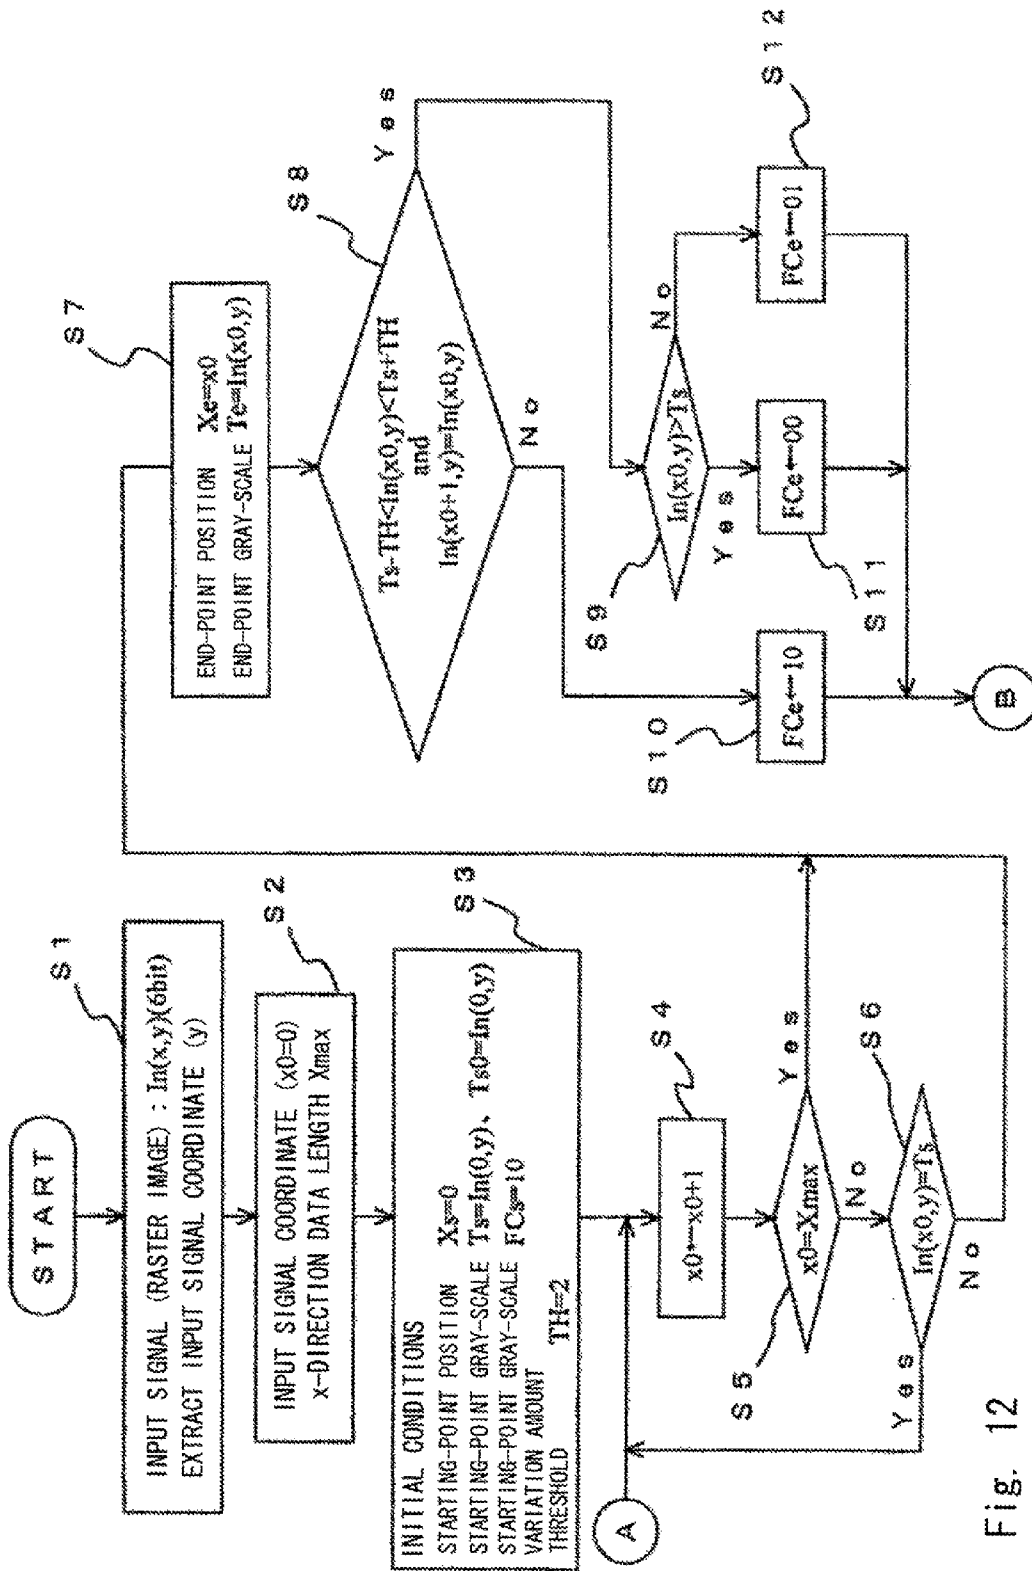 START
S1
INPUT SIGNAL (RASTER IMAGE) : In(x,y)(6bit)
EXTRACT INPUT SIGNAL COORDINATE (y)
S2
INPUT SIGNAL COORDINATE (x0=0)
x-DIRECTION DATA LENGTH Xmax
S3
INITIAL CONDITIONS
STARTING-POINT POSITION Xs=0
STARTING-POINT GRAY-SCALE Ts=In(0,y)、Ts0=In(0,y)
STARTING-POINT GRAY-SCALE FCs=10
VARIATION AMOUNT
THRESHOLD TH=2
A
S4
x0←x0+1
S5
x0=Xmax
Yes
No
S6
In(x0,y)=Ts
Yes
No
S7
END-POINT POSITION Xe=x0
END-POINT GRAY-SCALE Te=In(x0,y)
S8
Ts-TH<In(x0,y)<Ts+TH
and
In(x0+1,y)=In(x0,y)
Yes
No
S9
In(x0,y)>Ts
No
Yes
S10
FCe←10
S11
FCe←00
S12
FCe←01
B
Fig. 12